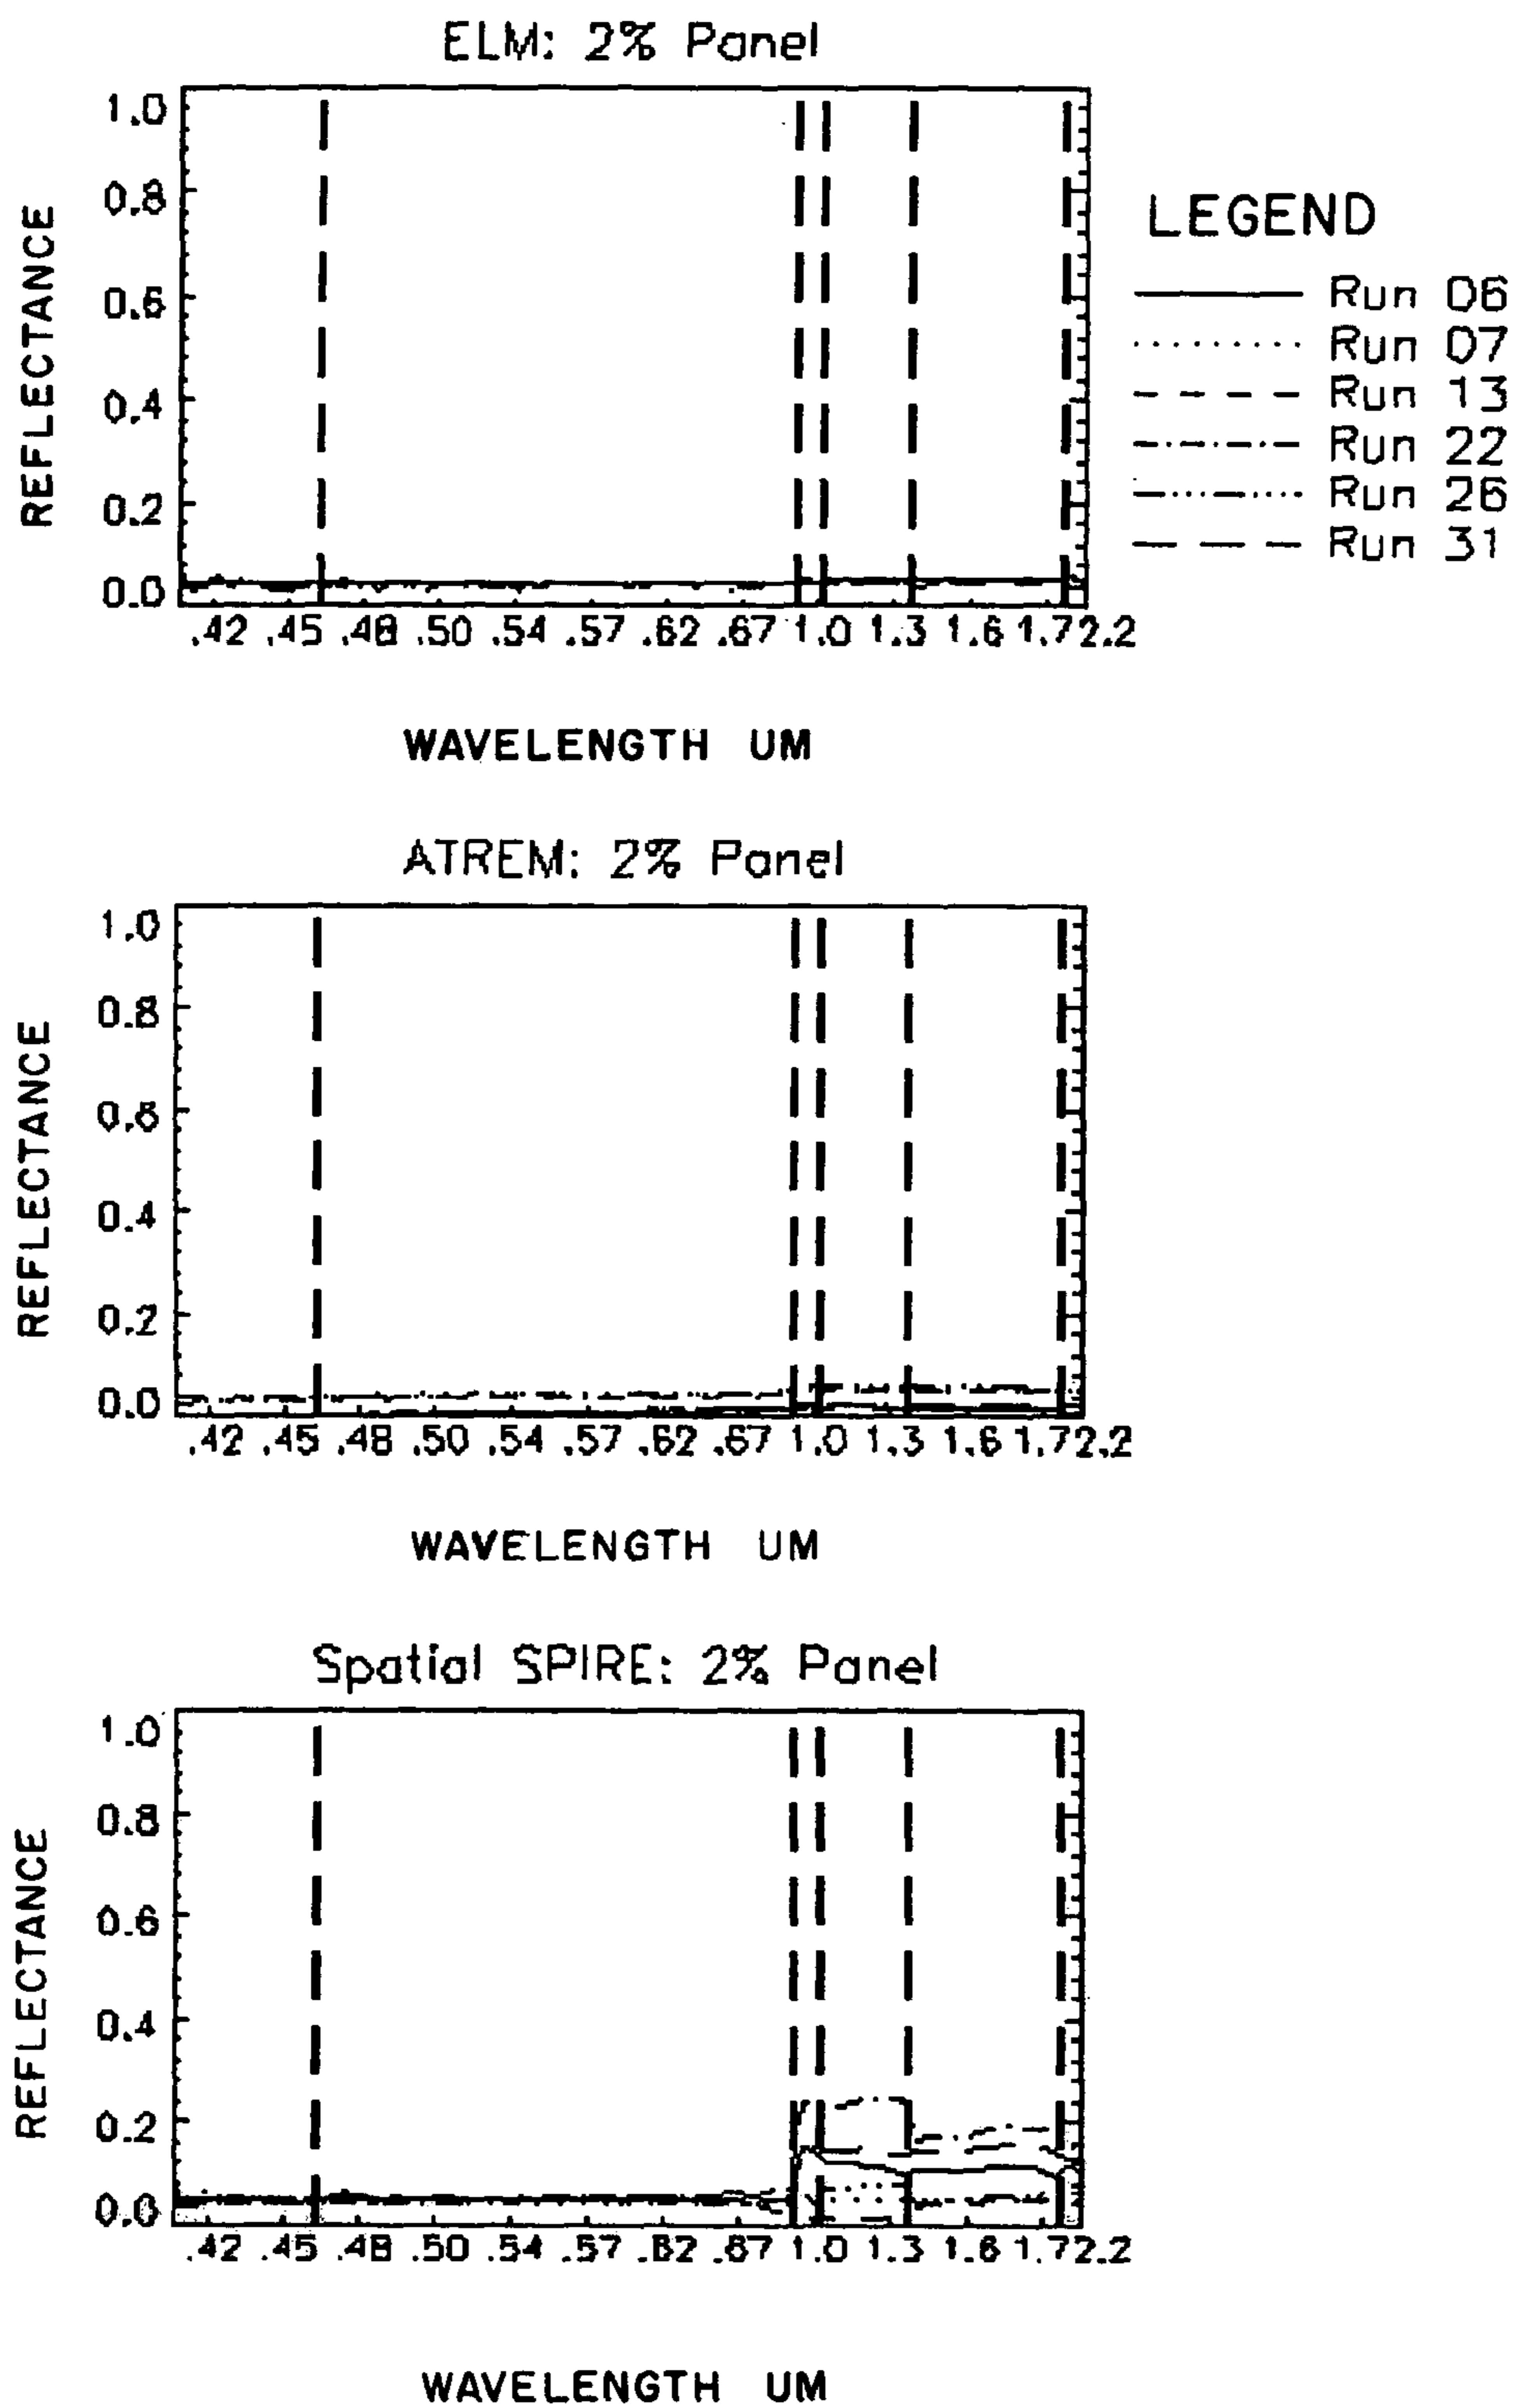 ELM: 2% Panel
REFLECTANCE
1.0
0.8
0.6
0.4
0.2
0.0
.42 .45 .48 .50 .54 .57 .62 .67 1.0 1.3 1.6 1.7 2.2
WAVELENGTH UM
LEGEND
Run 06
Run 07
Run 13
Run 22
Run 26
Run 31
ATREM: 2% Panel
REFLECTANCE
1.0
0.8
0.6
0.4
0.2
0.0
.42 .45 .48 .50 .54 .57 .62 .67 1.0 1.3 1.6 1.7 2.2
WAVELENGTH UM
Spatial SPIRE: 2% Panel
REFLECTANCE
1.0
0.8
0.6
0.4
0.2
0.0
.42 .45 .48 .50 .54 .57 .62 .67 1.0 1.3 1.6 1.7 2.2
WAVELENGTH UM